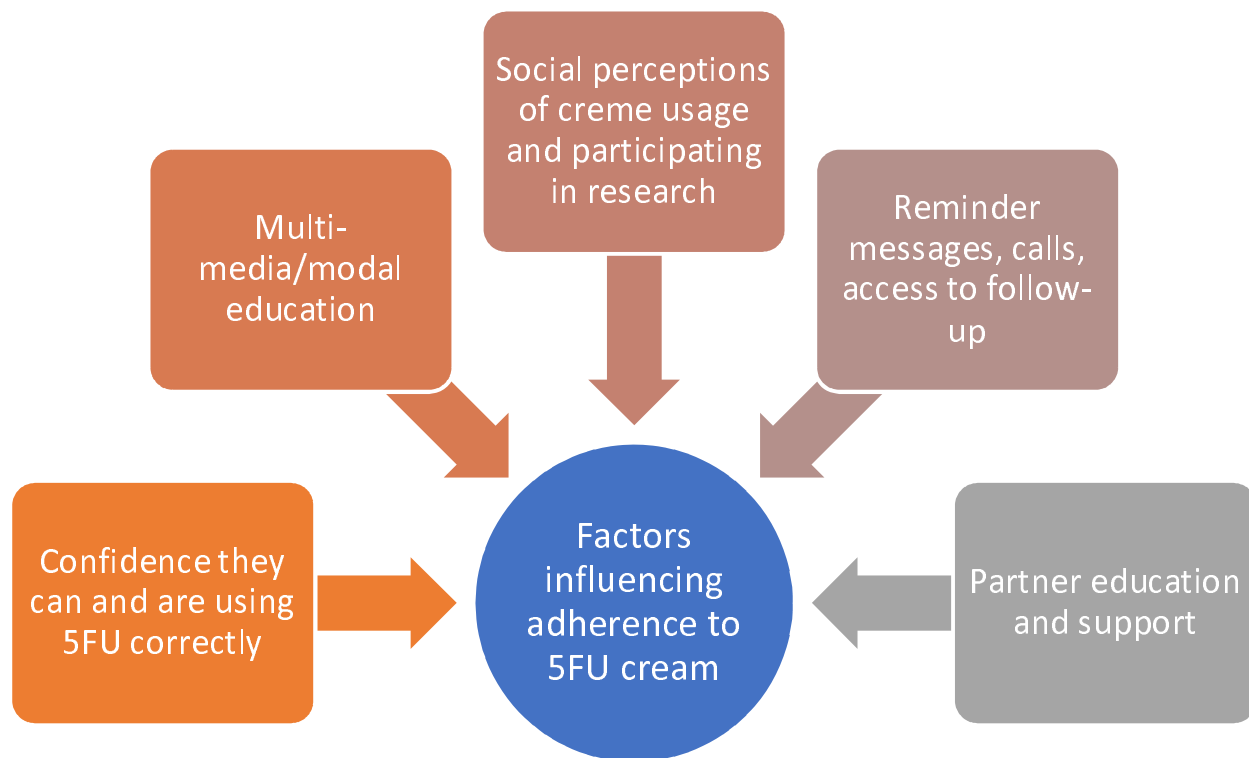 Social perceptions
of creme usage
and participating
in research
Multi-
media/modal
education
Reminder
messages, calls,
access to follow-
up
Confidence they
can and are using
5FU correctly
Factors
influencing
adherence to
5FU cream
Partner education
and support